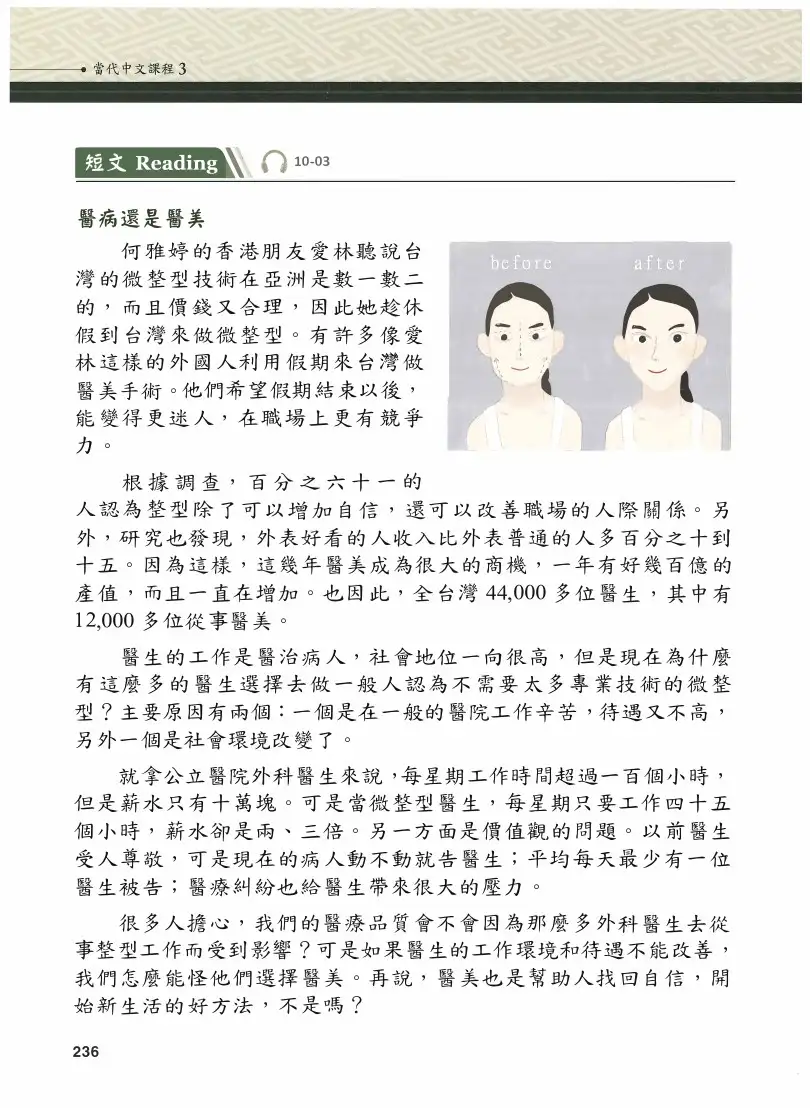 當代中文課程 3
短文 Reading
10-03
醫病還是醫美
何雅婷的香港朋友愛林聽說台
灣的微整型技術在亞洲是數一數二
的，而且價錢又合理，因此她趁休
假到台灣來做微整型。有許多像愛
林這樣的外國人利用假期來台灣做
醫美手術。他們希望假期結束以後，
能變得更迷人，在職場上更有競爭
力。
before after
根據調查，百分之六十一的
人認為整型除了可以增加自信，還可以改善職場的人際關係。另
外，研究也發現，外表好看的人收入比外表普通的人多百分之十到
十五。因為這樣，這幾年醫美成為很大的商機，一年有好幾百億的
產值，而且一直在增加。也因此，全台灣 44,000 多位醫生，其中有
12,000 多位從事醫美。
醫生的工作是醫治病人，社會地位一向很高，但是現在為什麼
有這麼多的醫生選擇去做一般人認為不需要太多專業技術的微整
型？主要原因有兩個：一個是在一般的醫院工作辛苦，待遇又不高，
另外一個是社會環境改變了。
就拿公立醫院外科醫生來說，每星期工作時間超過一百個小時，
但是薪水只有十萬塊。可是當微整型醫生，每星期只要工作四十五
個小時，薪水卻是兩、三倍。另一方面是價值觀的問題。以前醫生
受人尊敬，可是現在的病人動不動就告醫生；平均每天最少有一位
醫生被告；醫療糾紛也給醫生帶來很大的壓力。
很多人擔心，我們的醫療品質會不會因為那麼多外科醫生去從
事整型工作而受到影響？可是如果醫生的工作環境和待遇不能改善，
我們怎麼能怪他們選擇醫美。再說，醫美也是幫助人找回自信，開
始新生活的好方法，不是嗎？
236